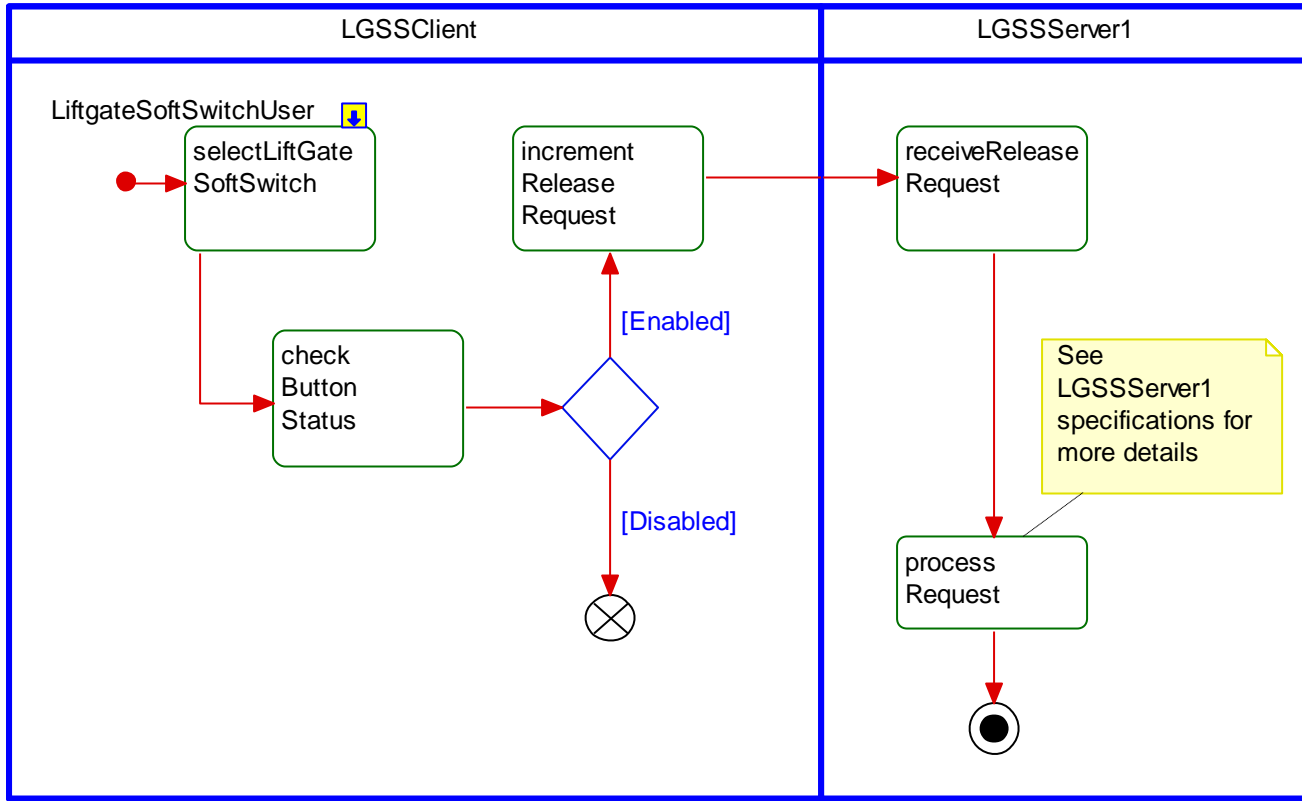 LGSSClient
LGSSServer1
LiftgateSoftSwitchUser
selectLiftGate
SoftSwitch
increment
Release
Request
receiveRelease
Request
[Enabled]
check
Button
Status
See
LGSSServer1
specifications for
more details
[Disabled]
process
Request